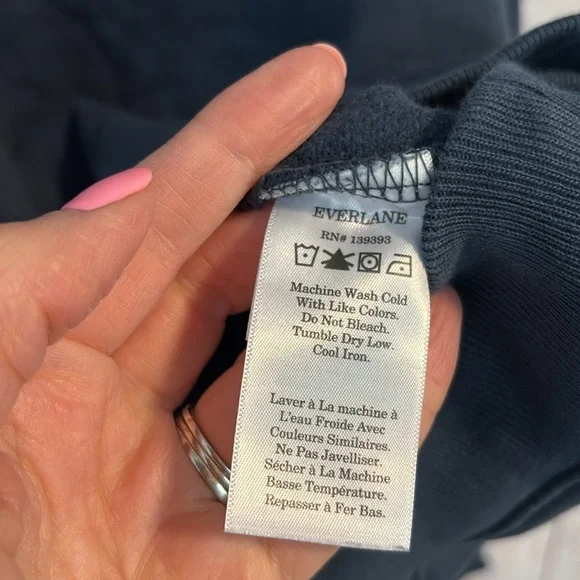 EVERLANE
RN# 139393
Machine Wash Cold
With Like Colors.
Do Not Bleach.
Tumble Dry Low.
Cool Iron.
Laver à La machine à
L'eau Froide Avec
Couleurs Similaires.
Ne Pas Javelliser.
Sécher à La Machine
Basse Température.
Repasser à Fer Bas.